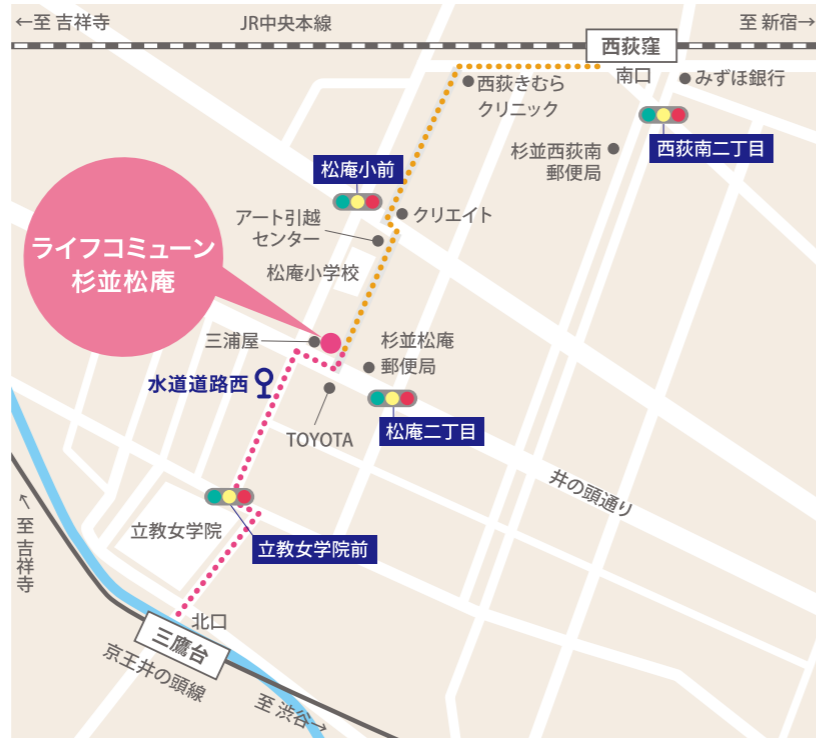 ←至 吉祥寺
JR中央本線
至 新宿→
西荻窪
南口
みずほ銀行
西荻きむら
クリニック
西荻南二丁目
杉並西荻南
郵便局
松庵小前
クリエイト
アート引越
センター
松庵小学校
ライフコミューン
杉並松庵
三浦屋
杉並松庵
郵便局
水道道路西
TOYOTA
松庵二丁目
井の頭通り
立教女学院
立教女学院前
←至 吉祥寺
北口
三鷹台
京王井の頭線
至 渋谷→